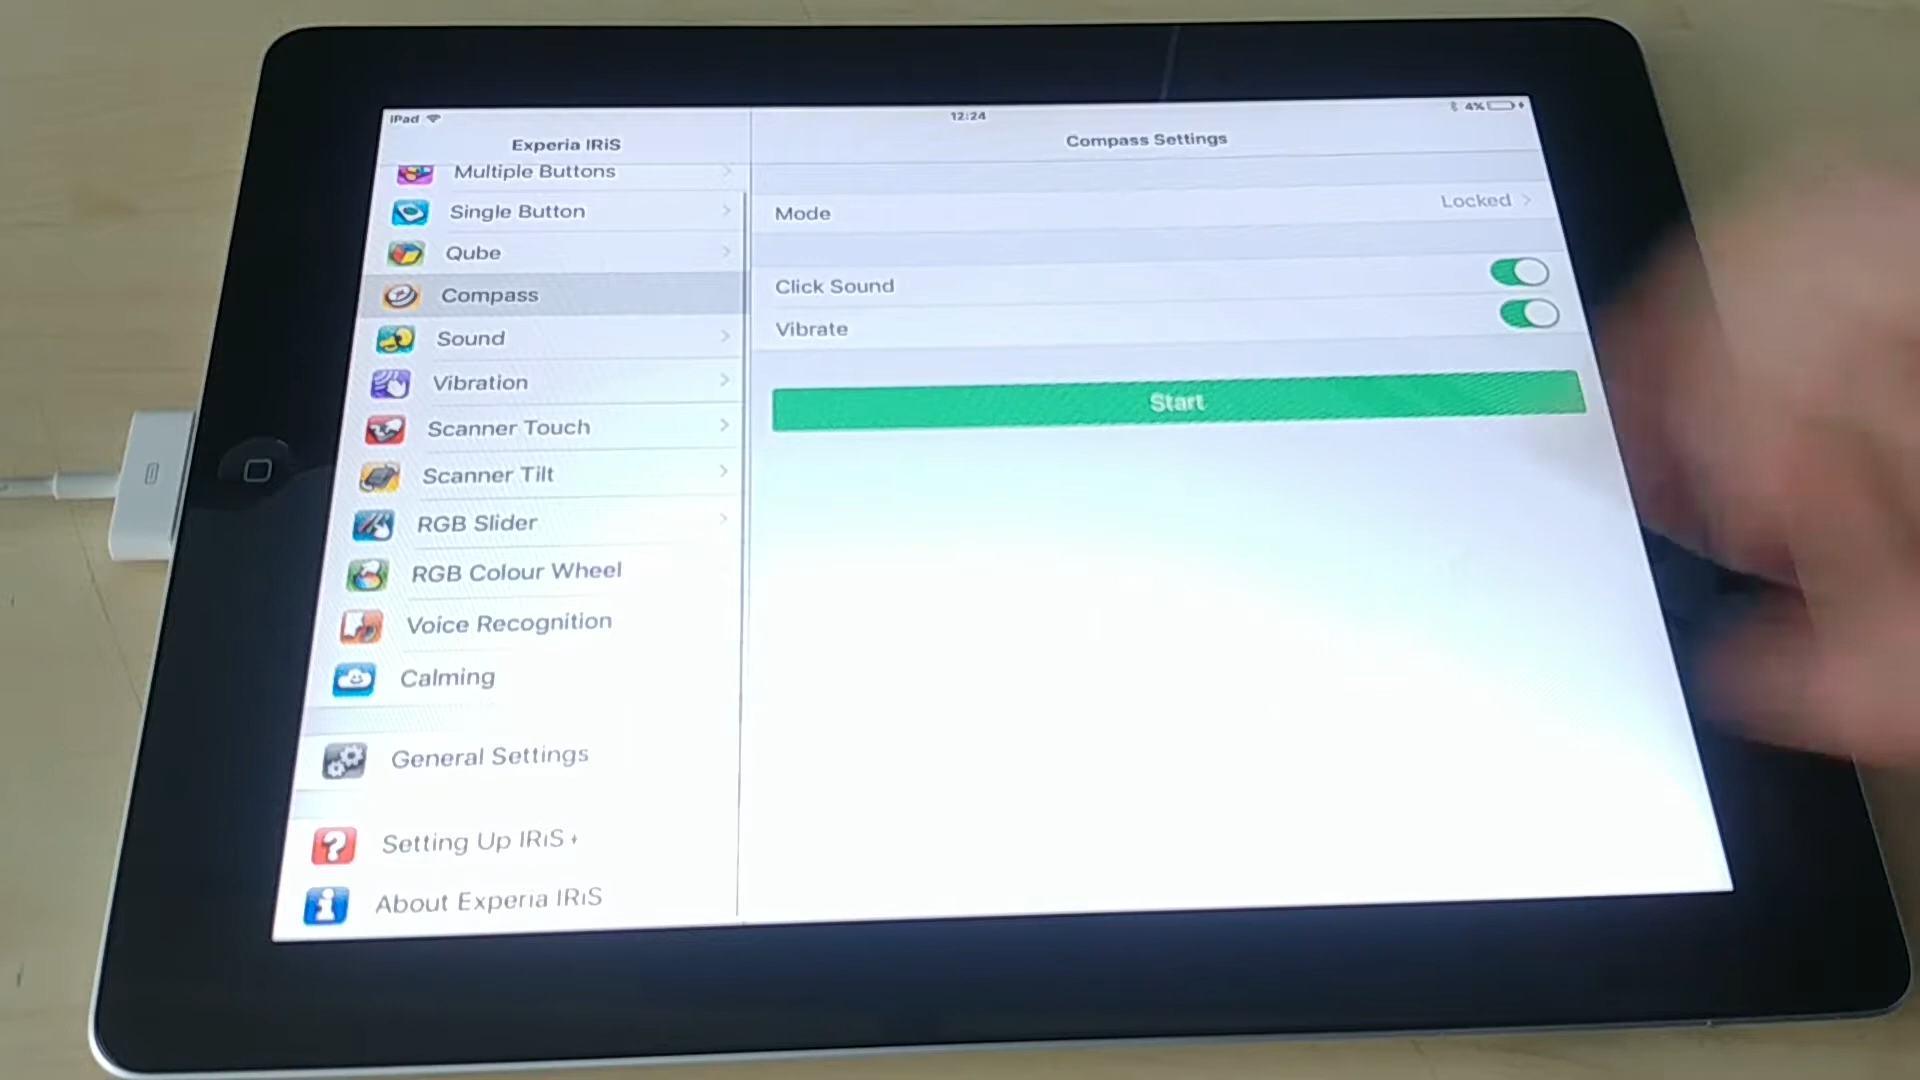 iPad
12:24
4%
Experia IRiS
Compass Settings
Multiple Buttons
Single Button
Qube
Compass
Sound
Vibration
Scanner Touch
Scanner Tilt
RGB Slider
RGB Colour Wheel
Voice Recognition
Calming
General Settings
Setting Up IRiS +
About Experia IRiS
Mode
Locked
Click Sound
Vibrate
Start